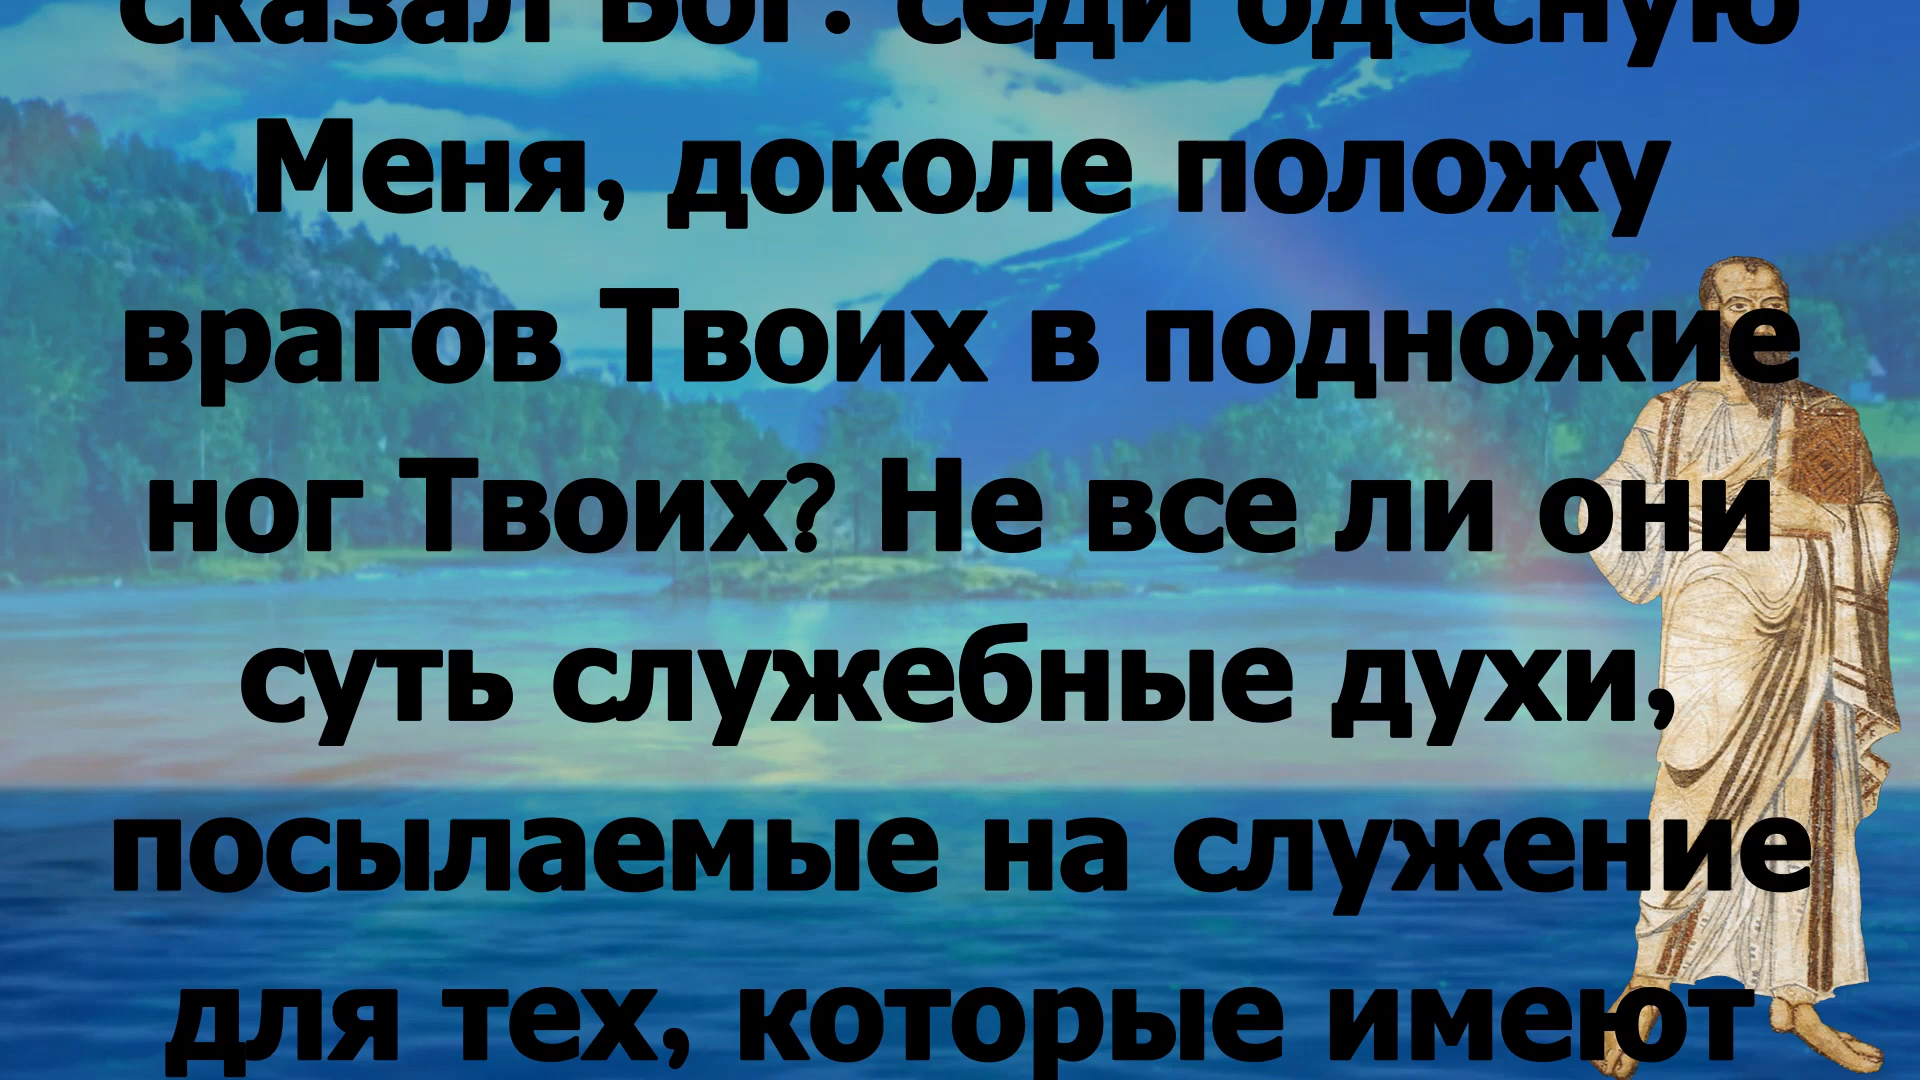 сказал Бог: седи одесную
Меня, доколе положу
врагов Твоих в подножие
ног Твоих? Не все ли они
суть служебные духи,
посылаемые на служение
для тех, которые имеют